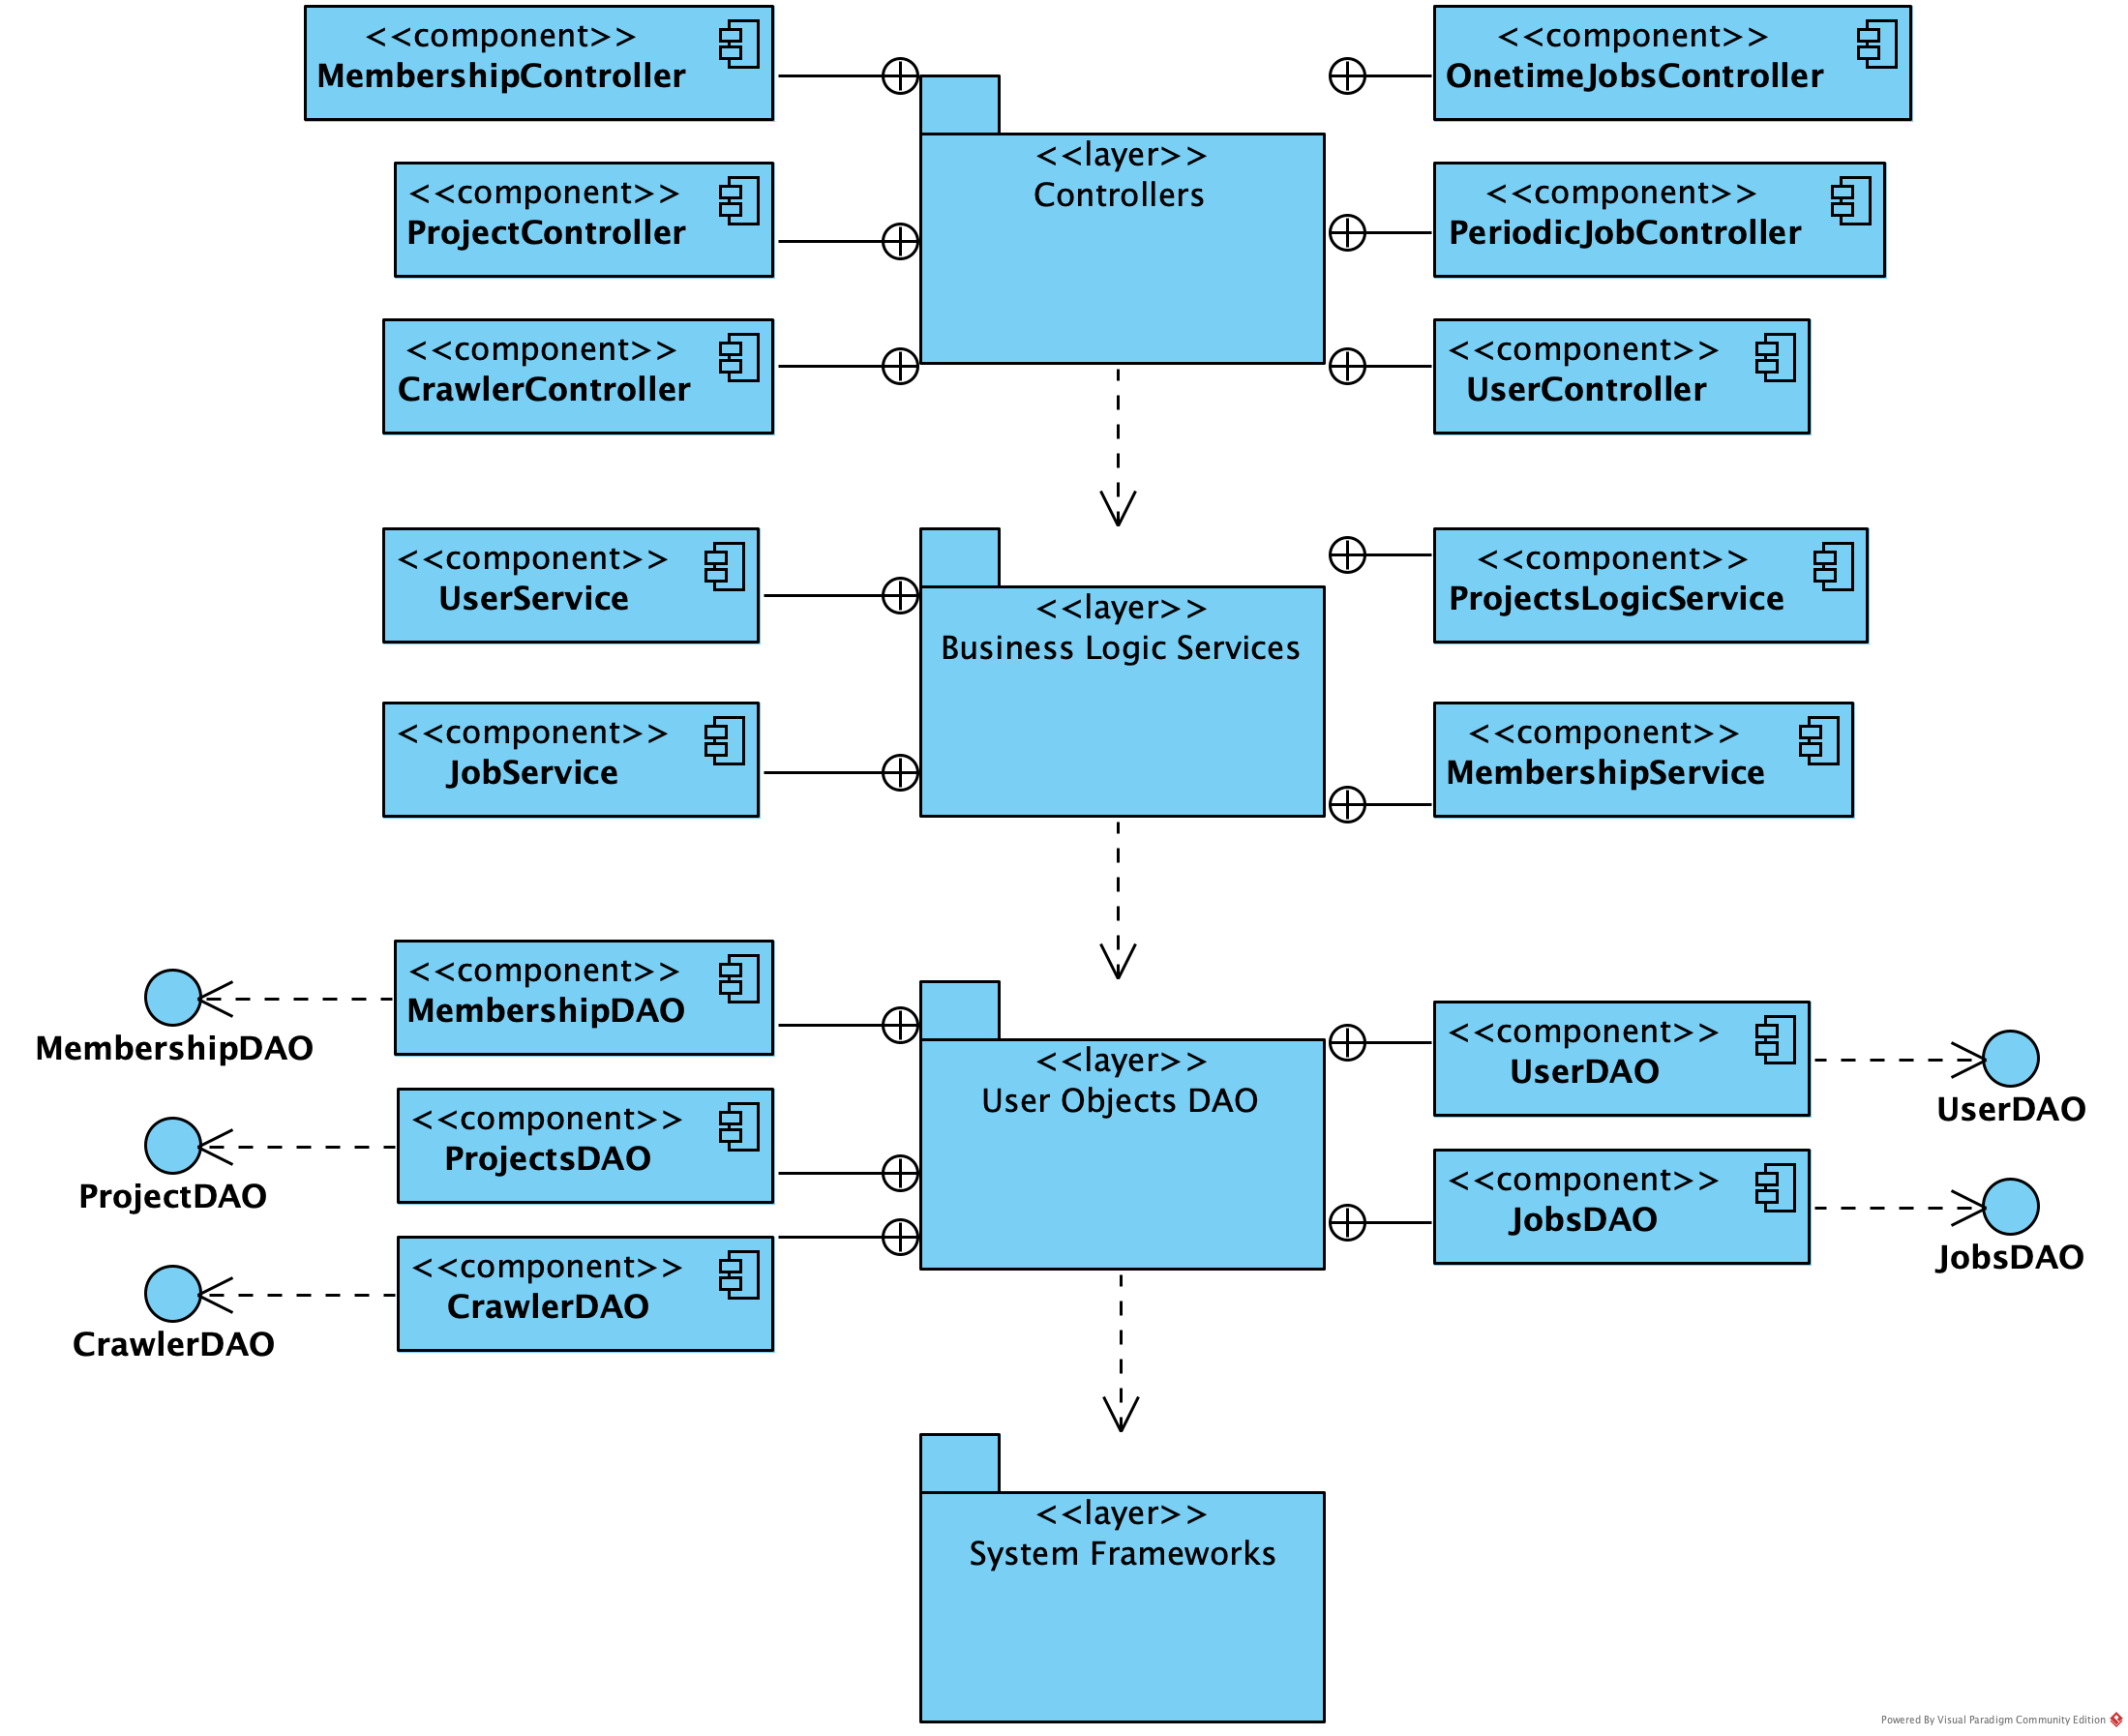 <<component>>
MembershipController
<<component>>
OnetimeJobsController
<<layer>>
Controllers
<<component>>
ProjectController
<<component>>
PeriodicJobController
<<component>>
CrawlerController
<<component>>
UserController
<<component>>
UserService
<<component>>
ProjectsLogicService
<<layer>>
Business Logic Services
<<component>>
JobService
<<component>>
MembershipService
<<component>>
MembershipDAO
MembershipDAO
<<layer>>
User Objects DAO
<<component>>
UserDAO
UserDAO
<<component>>
ProjectsDAO
ProjectDAO
<<component>>
JobsDAO
JobsDAO
<<component>>
CrawlerDAO
CrawlerDAO
<<layer>>
System Frameworks
Powered By Visual Paradigm Community Edition